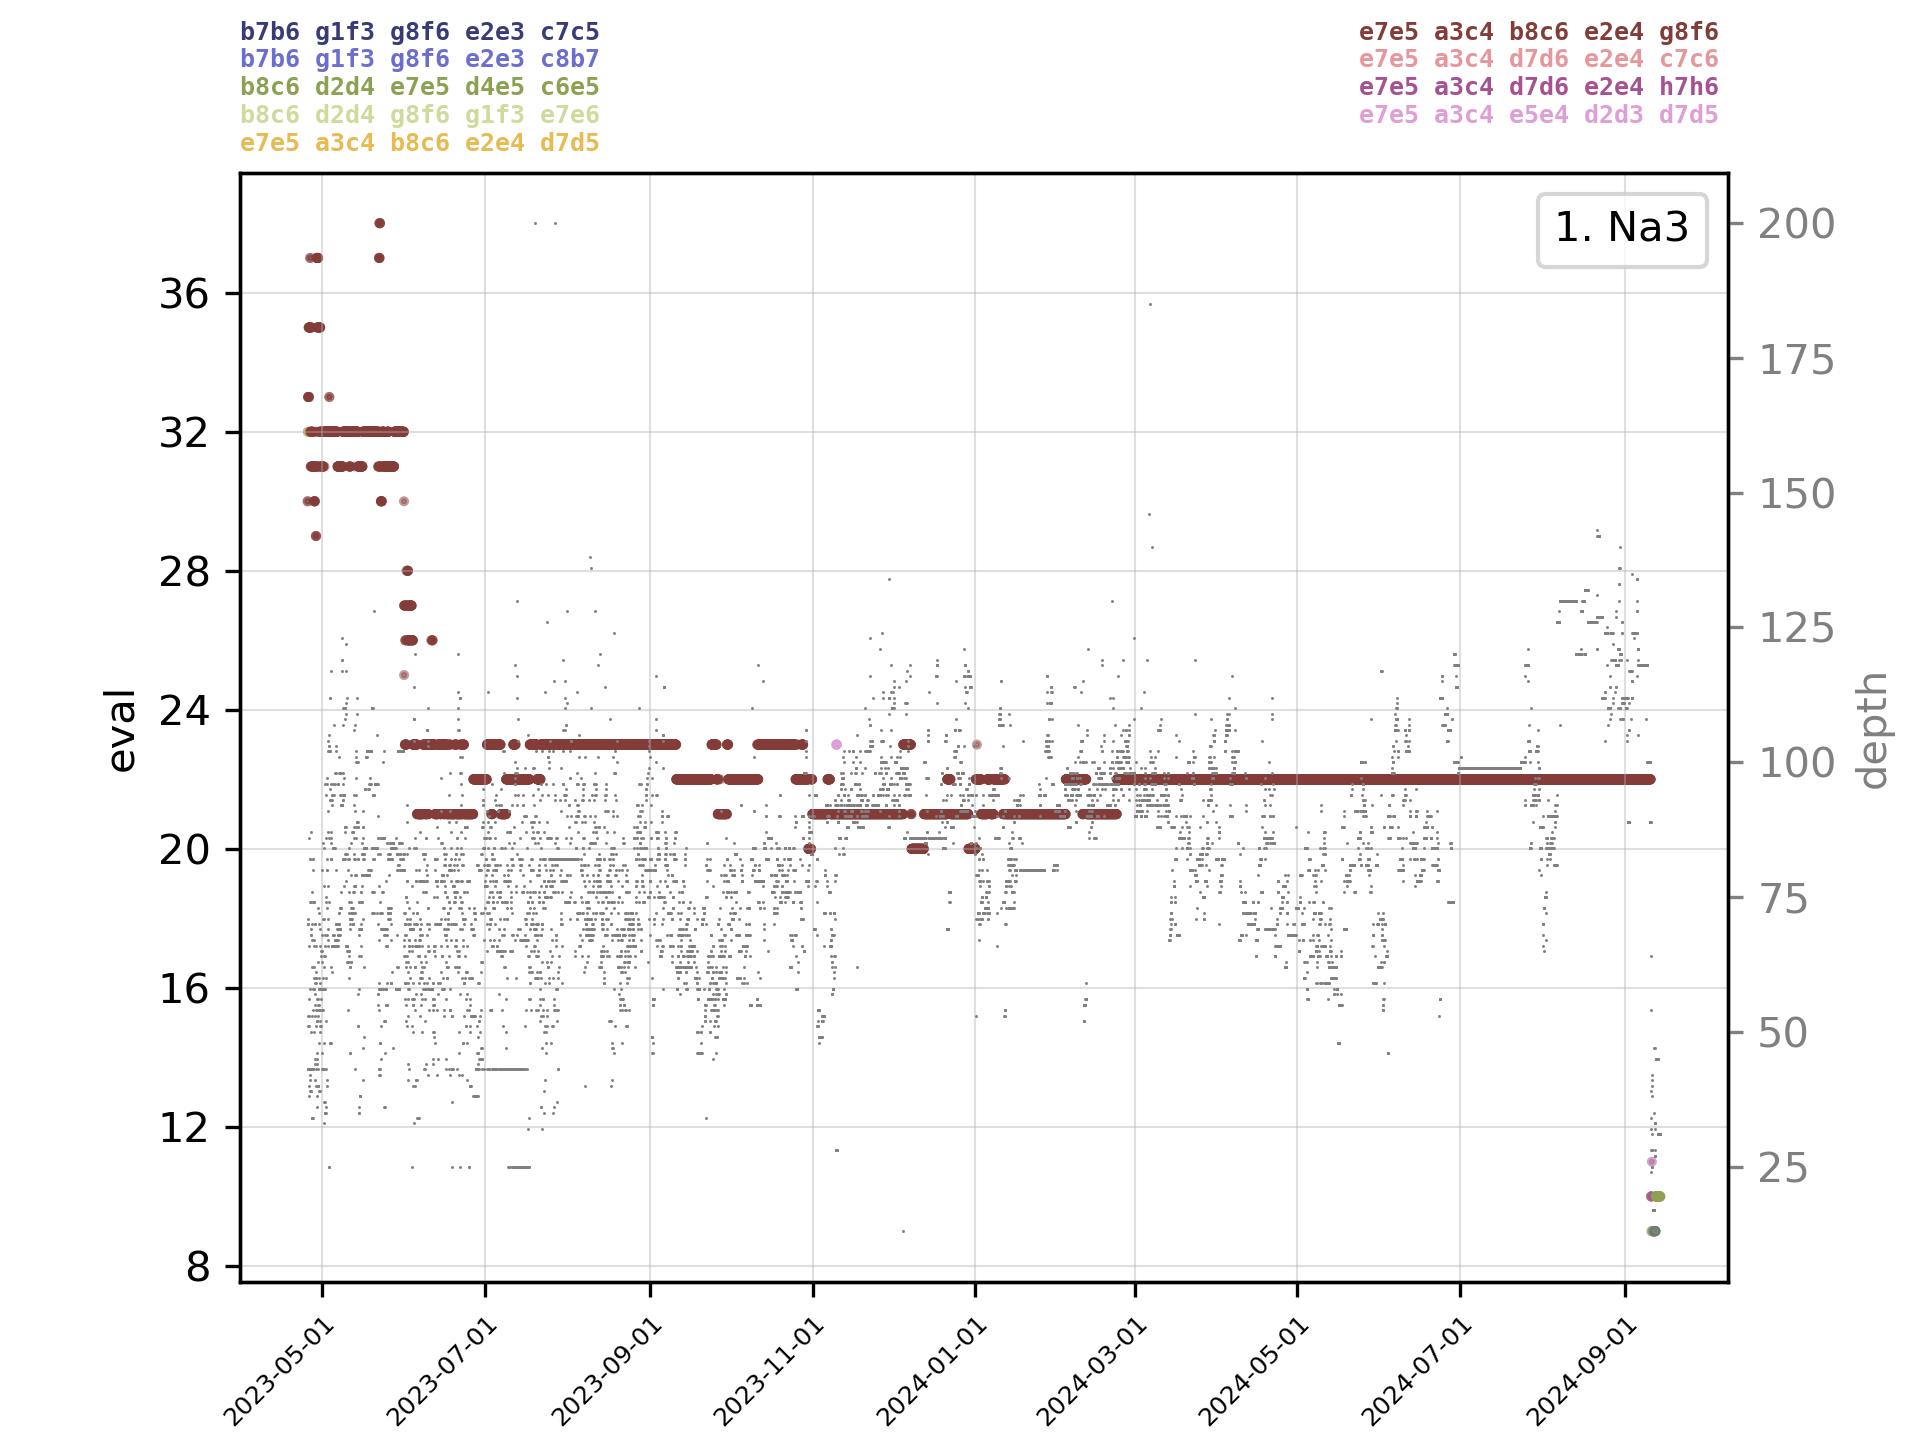 b7b6 g1f3 g8f6 e2e3 c7c5
b7b6 g1f3 g8f6 e2e3 c8b7
b8c6 d2d4 e7e5 d4e5 c6e5
b8c6 d2d4 g8f6 g1f3 e7e6
e7e5 a3c4 b8c6 e2e4 d7d5
e7e5 a3c4 b8c6 e2e4 g8f6
e7e5 a3c4 d7d6 e2e4 c7c6
e7e5 a3c4 d7d6 e2e4 h7h6
e7e5 a3c4 e5e4 d2d3 d7d5
1. Na3
eval
36
32
28
24
20
16
12
8
200
175
150
125
100
75
50
25
depth
2023-05-01
2023-07-01
2023-09-01
2023-11-01
2024-01-01
2024-03-01
2024-05-01
2024-07-01
2024-09-01